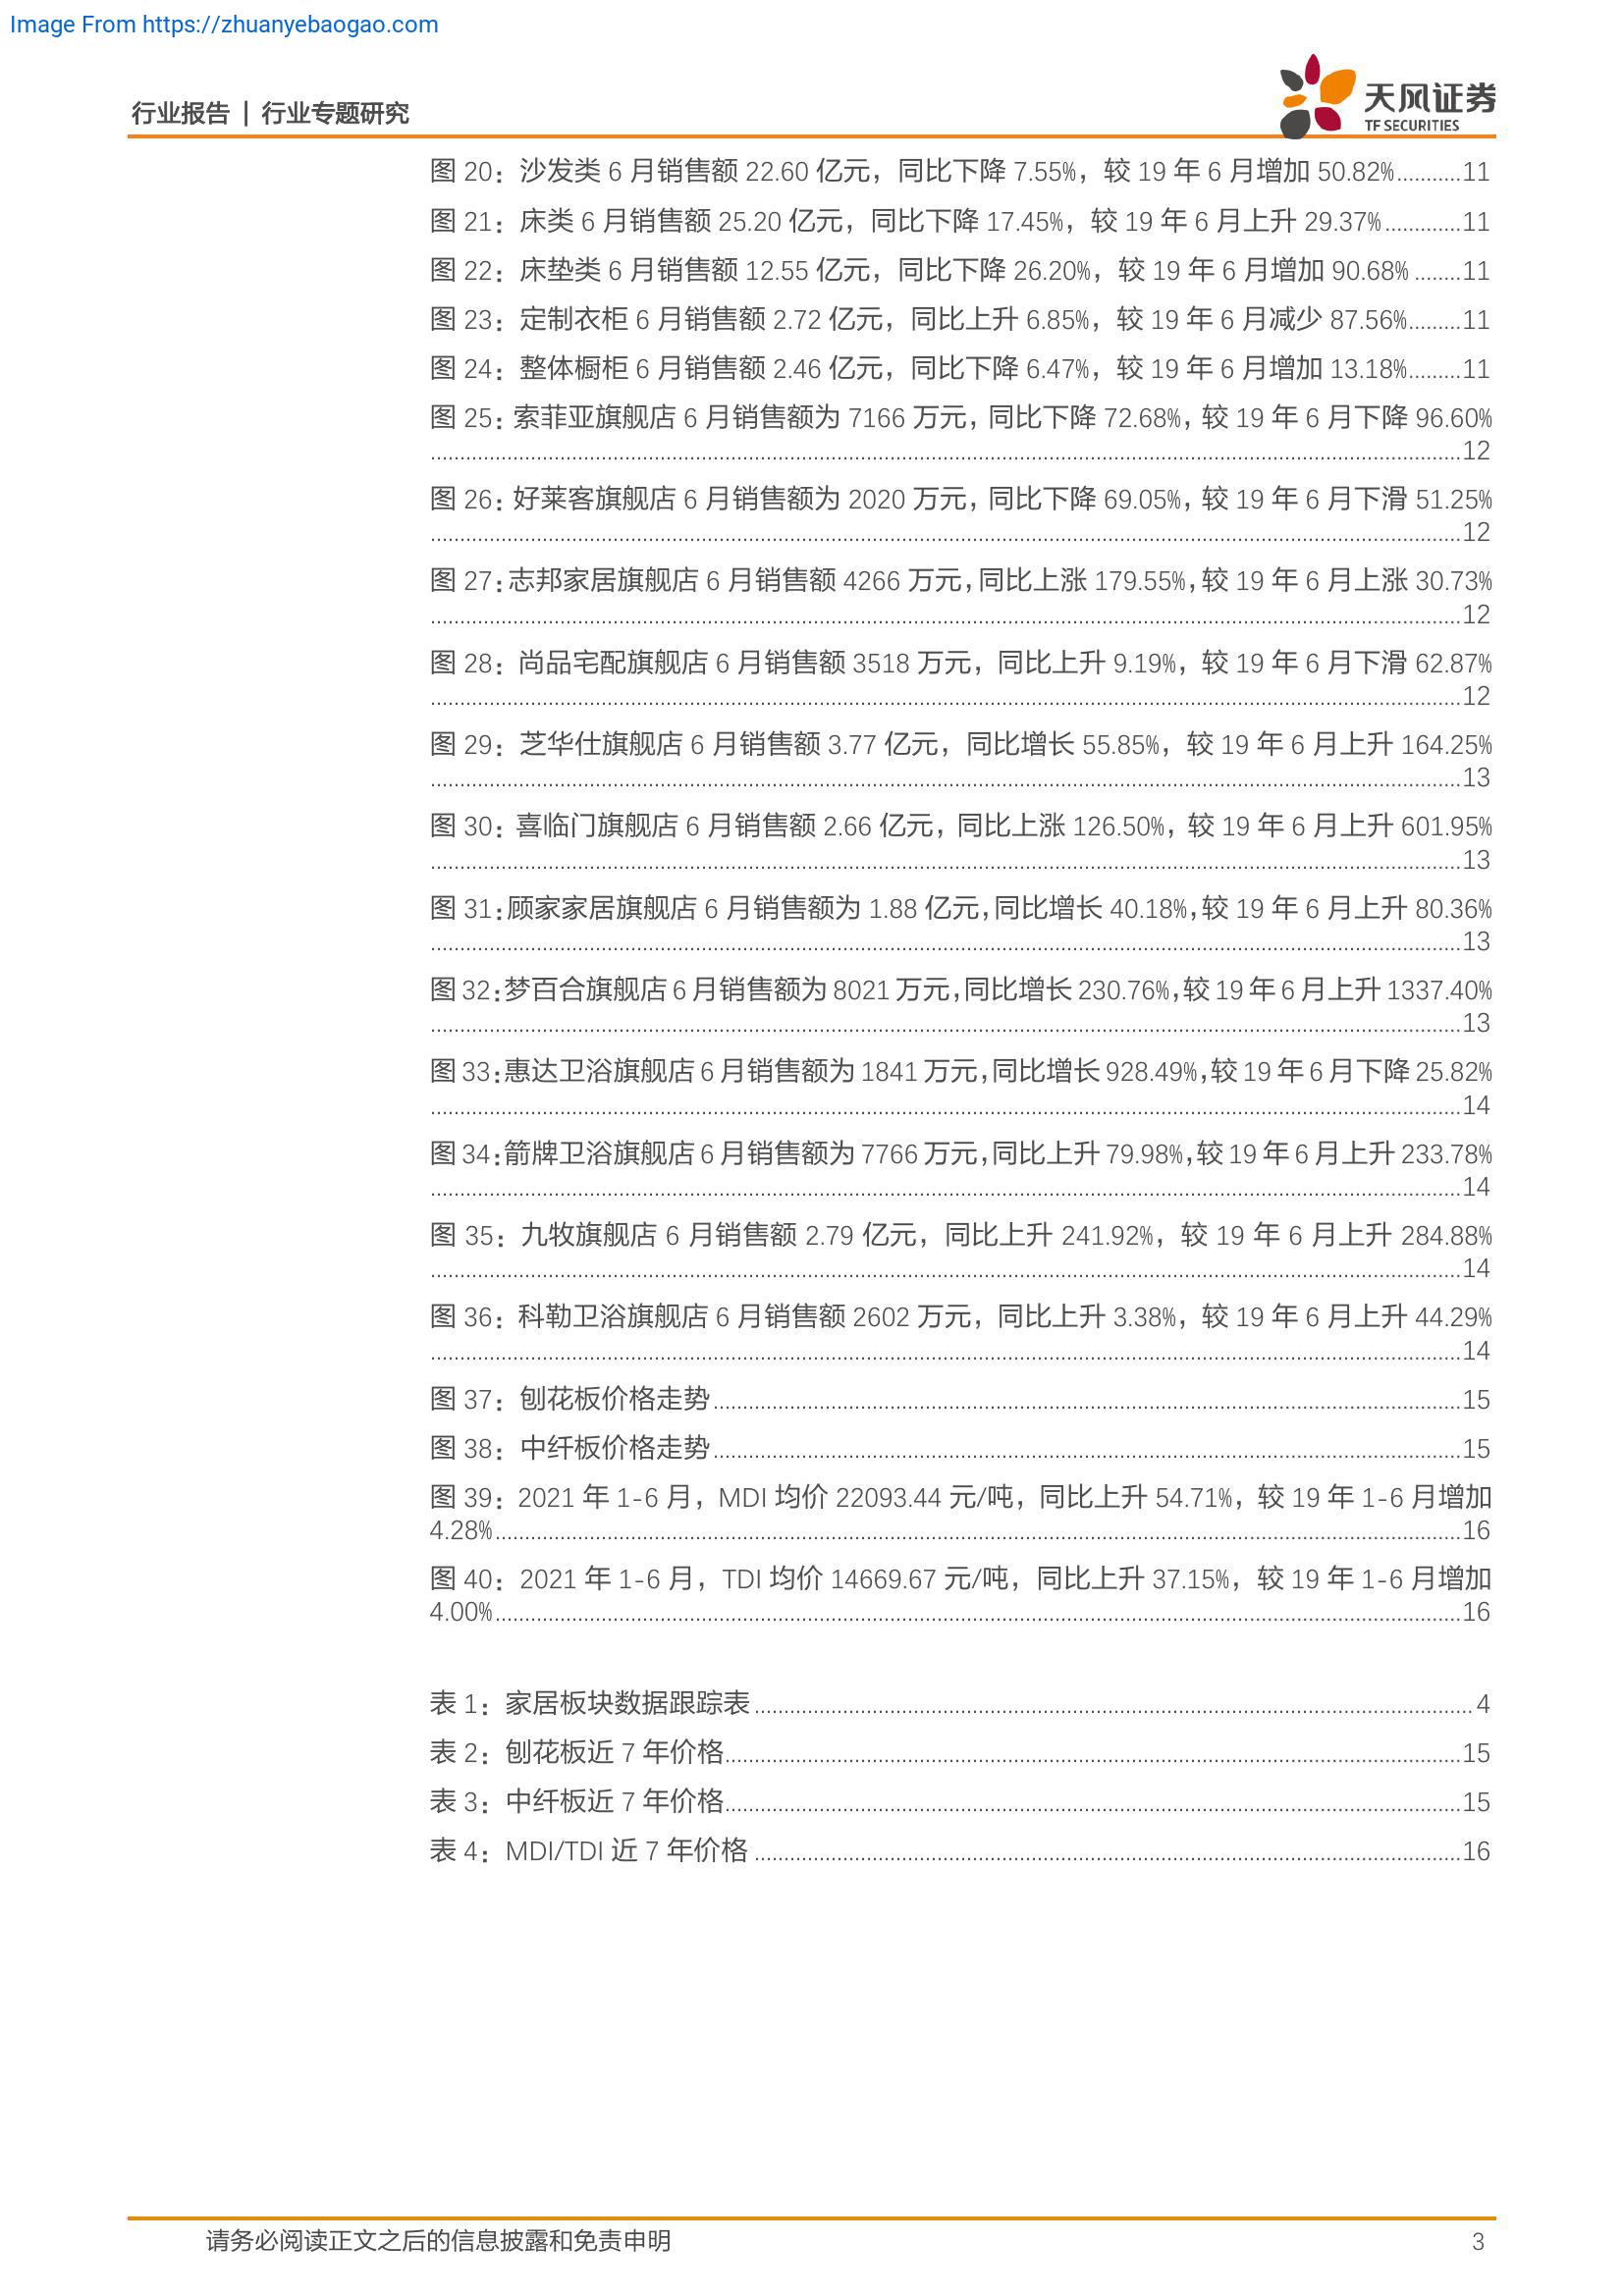 Image From https://zhuanyebaogao.com
行业报告 | 行业专题研究
天风证券
TF SECURITIES
图 20：沙发类 6 月销售额 22.60 亿元，同比下降 7.55%，较 19 年 6 月增加 50.82%...........11
图 21：床类 6 月销售额 25.20 亿元，同比下降 17.45%，较 19 年 6 月上升 29.37%.............11
图 22：床垫类 6 月销售额 12.55 亿元，同比下降 26.20%，较 19 年 6 月增加 90.68% ........11
图 23：定制衣柜 6 月销售额 2.72 亿元，同比上升 6.85%，较 19 年 6 月减少 87.56%.........11
图 24：整体橱柜 6 月销售额 2.46 亿元，同比下降 6.47%，较 19 年 6 月增加 13.18%.........11
图 25：索菲亚旗舰店 6 月销售额为 7166 万元，同比下降 72.68%，较 19 年 6 月下降 96.60%
........12
图 26：好莱客旗舰店 6 月销售额为 2020 万元，同比下降 69.05%，较 19 年 6 月下滑 51.25%
........12
图 27：志邦家居旗舰店 6 月销售额 4266 万元，同比上涨 179.55%，较 19 年 6 月上涨 30.73%
........12
图 28：尚品宅配旗舰店 6 月销售额 3518 万元，同比上升 9.19%，较 19 年 6 月下滑 62.87%
........12
图 29：芝华仕旗舰店 6 月销售额 3.77 亿元，同比增长 55.85%，较 19 年 6 月上升 164.25%
........13
图 30：喜临门旗舰店 6 月销售额 2.66 亿元，同比上涨 126.50%，较 19 年 6 月上升 601.95%
........13
图 31：顾家家居旗舰店 6 月销售额为 1.88 亿元，同比增长 40.18%，较 19 年 6 月上升 80.36%
........13
图 32：梦百合旗舰店 6 月销售额为 8021 万元，同比增长 230.76%，较 19 年 6 月上升 1337.40%
........13
图 33：惠达卫浴旗舰店 6 月销售额为 1841 万元，同比增长 928.49%，较 19 年 6 月下降 25.82%
........14
图 34：箭牌卫浴旗舰店 6 月销售额为 7766 万元，同比上升 79.98%，较 19 年 6 月上升 233.78%
........14
图 35：九牧旗舰店 6 月销售额 2.79 亿元，同比上升 241.92%，较 19 年 6 月上升 284.88%
........14
图 36：科勒卫浴旗舰店 6 月销售额 2602 万元，同比上升 3.38%，较 19 年 6 月上升 44.29%
........14
图 37：刨花板价格走势........15
图 38：中纤板价格走势........15
图 39：2021 年 1-6 月，MDI 均价 22093.44 元/吨，同比上升 54.71%，较 19 年 1-6 月增加
4.28%........16
图 40：2021 年 1-6 月，TDI 均价 14669.67 元/吨，同比上升 37.15%，较 19 年 1-6 月增加
4.00%........16
表 1：家居板块数据跟踪表........4
表 2：刨花板近 7 年价格........15
表 3：中纤板近 7 年价格........15
表 4：MDI/TDI 近 7 年价格 ........16
请务必阅读正文之后的信息披露和免责申明
3